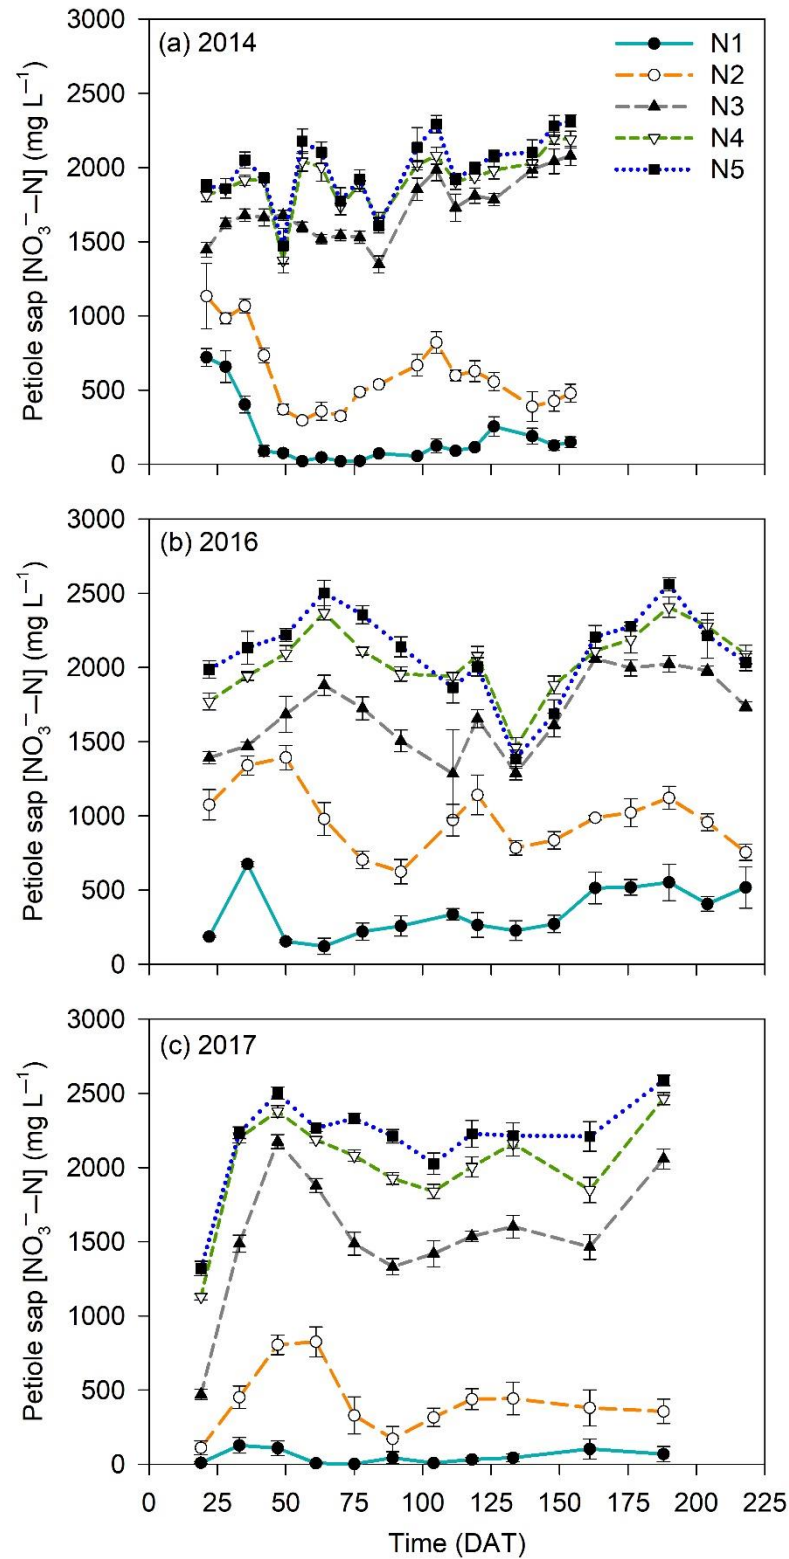 (a) 2014
N1
N2
N3
N4
N5
Petiole sap [NO₃⁻–N] (mg L⁻¹)
3000
2500
2000
1500
1000
500
0
(b) 2016
Petiole sap [NO₃⁻–N] (mg L⁻¹)
3000
2500
2000
1500
1000
500
0
(c) 2017
Petiole sap [NO₃⁻–N] (mg L⁻¹)
3000
2500
2000
1500
1000
500
0
0 25 50 75 100 125 150 175 200 225
Time (DAT)